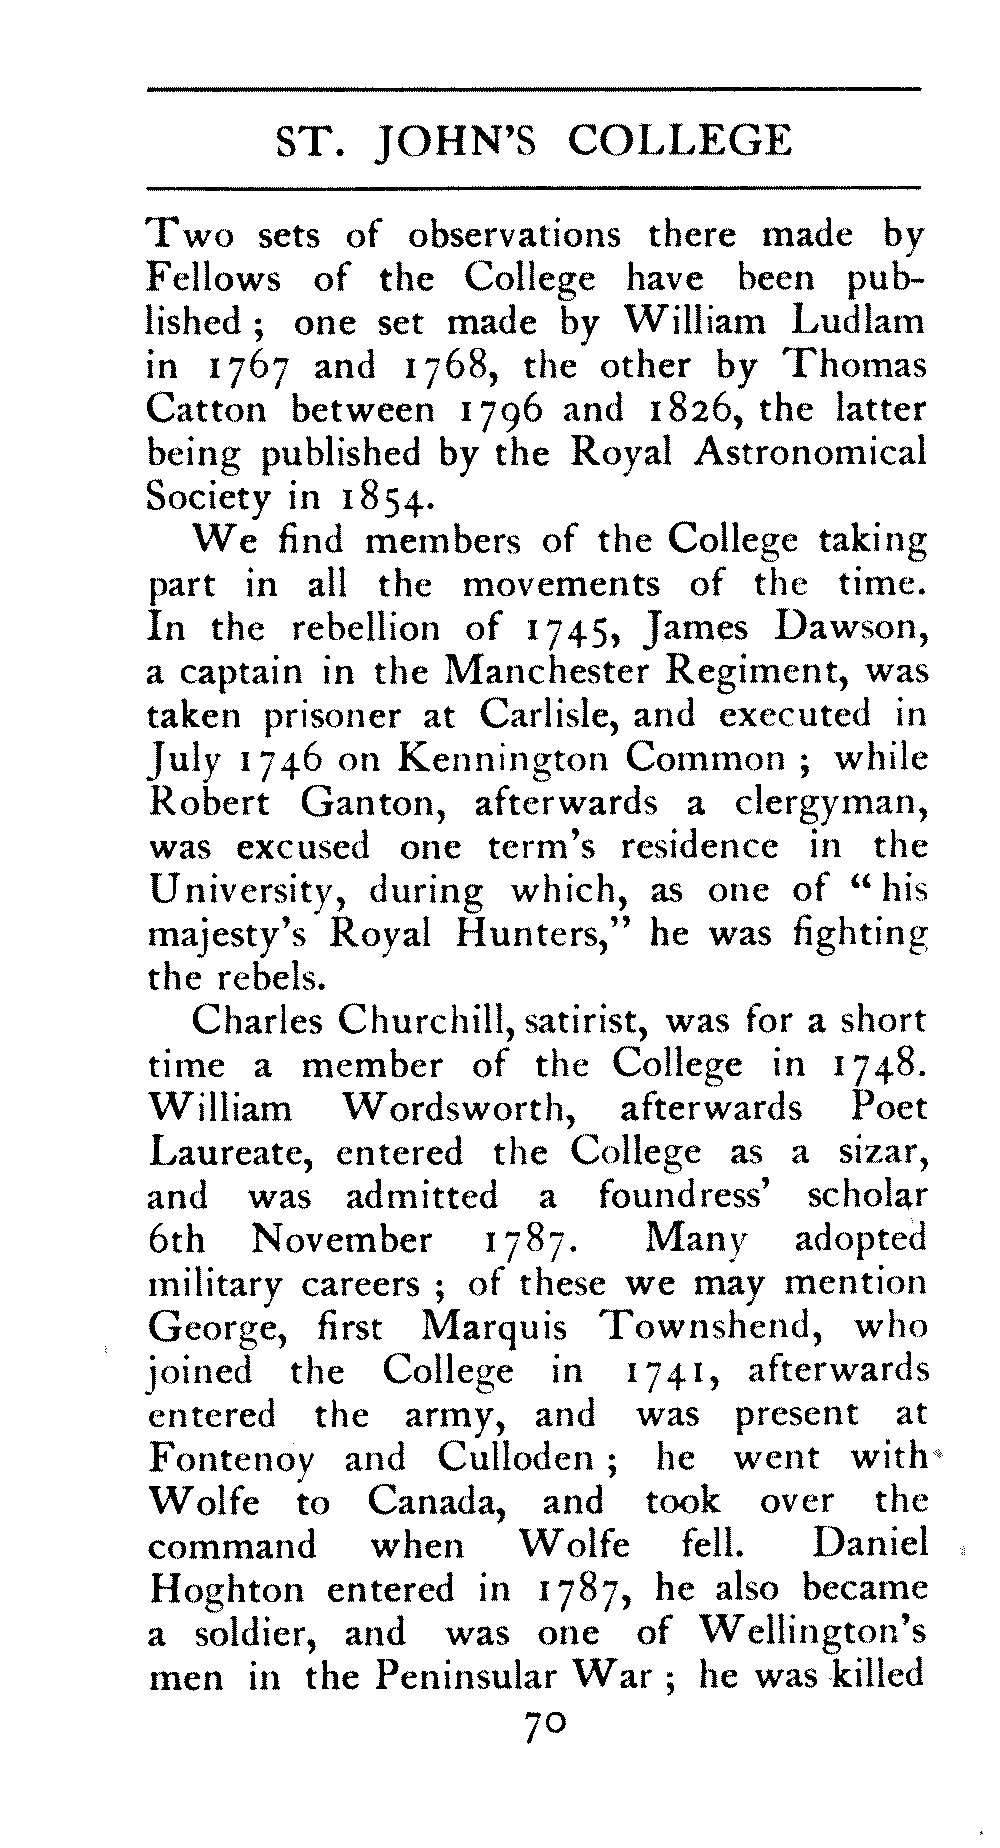 ST. JOHN'S COLLEGE
Two sets of observations there made by
Fellows of the College have been pub-
lished ; one set made by William Ludlam
in 1767 and 1768, the other by Thomas
Catton between 1796 and 1826, the latter
being published by the Royal Astronomical
Society in 1854.
We find members of the College taking
part in all the movements of the time.
In the rebellion of 1745, James Dawson,
a captain in the Manchester Regiment, was
taken prisoner at Carlisle, and executed in
July 1746 on Kennington Common ; while
Robert Ganton, afterwards a clergyman,
was excused one term's residence in the
University, during which, as one of “ his
majesty's Royal Hunters,” he was fighting
the rebels.
Charles Churchill, satirist, was for a short
time a member of the College in 1748.
William Wordsworth, afterwards Poet
Laureate, entered the College as a sizar,
and was admitted a foundress' scholar
6th November 1787. Many adopted
military careers ; of these we may mention
George, first Marquis Townshend, who
joined the College in 1741, afterwards
entered the army, and was present at
Fontenoy and Culloden ; he went with
Wolfe to Canada, and took over the
command when Wolfe fell. Daniel
Hoghton entered in 1787, he also became
a soldier, and was one of Wellington's
men in the Peninsular War ; he was killed
70